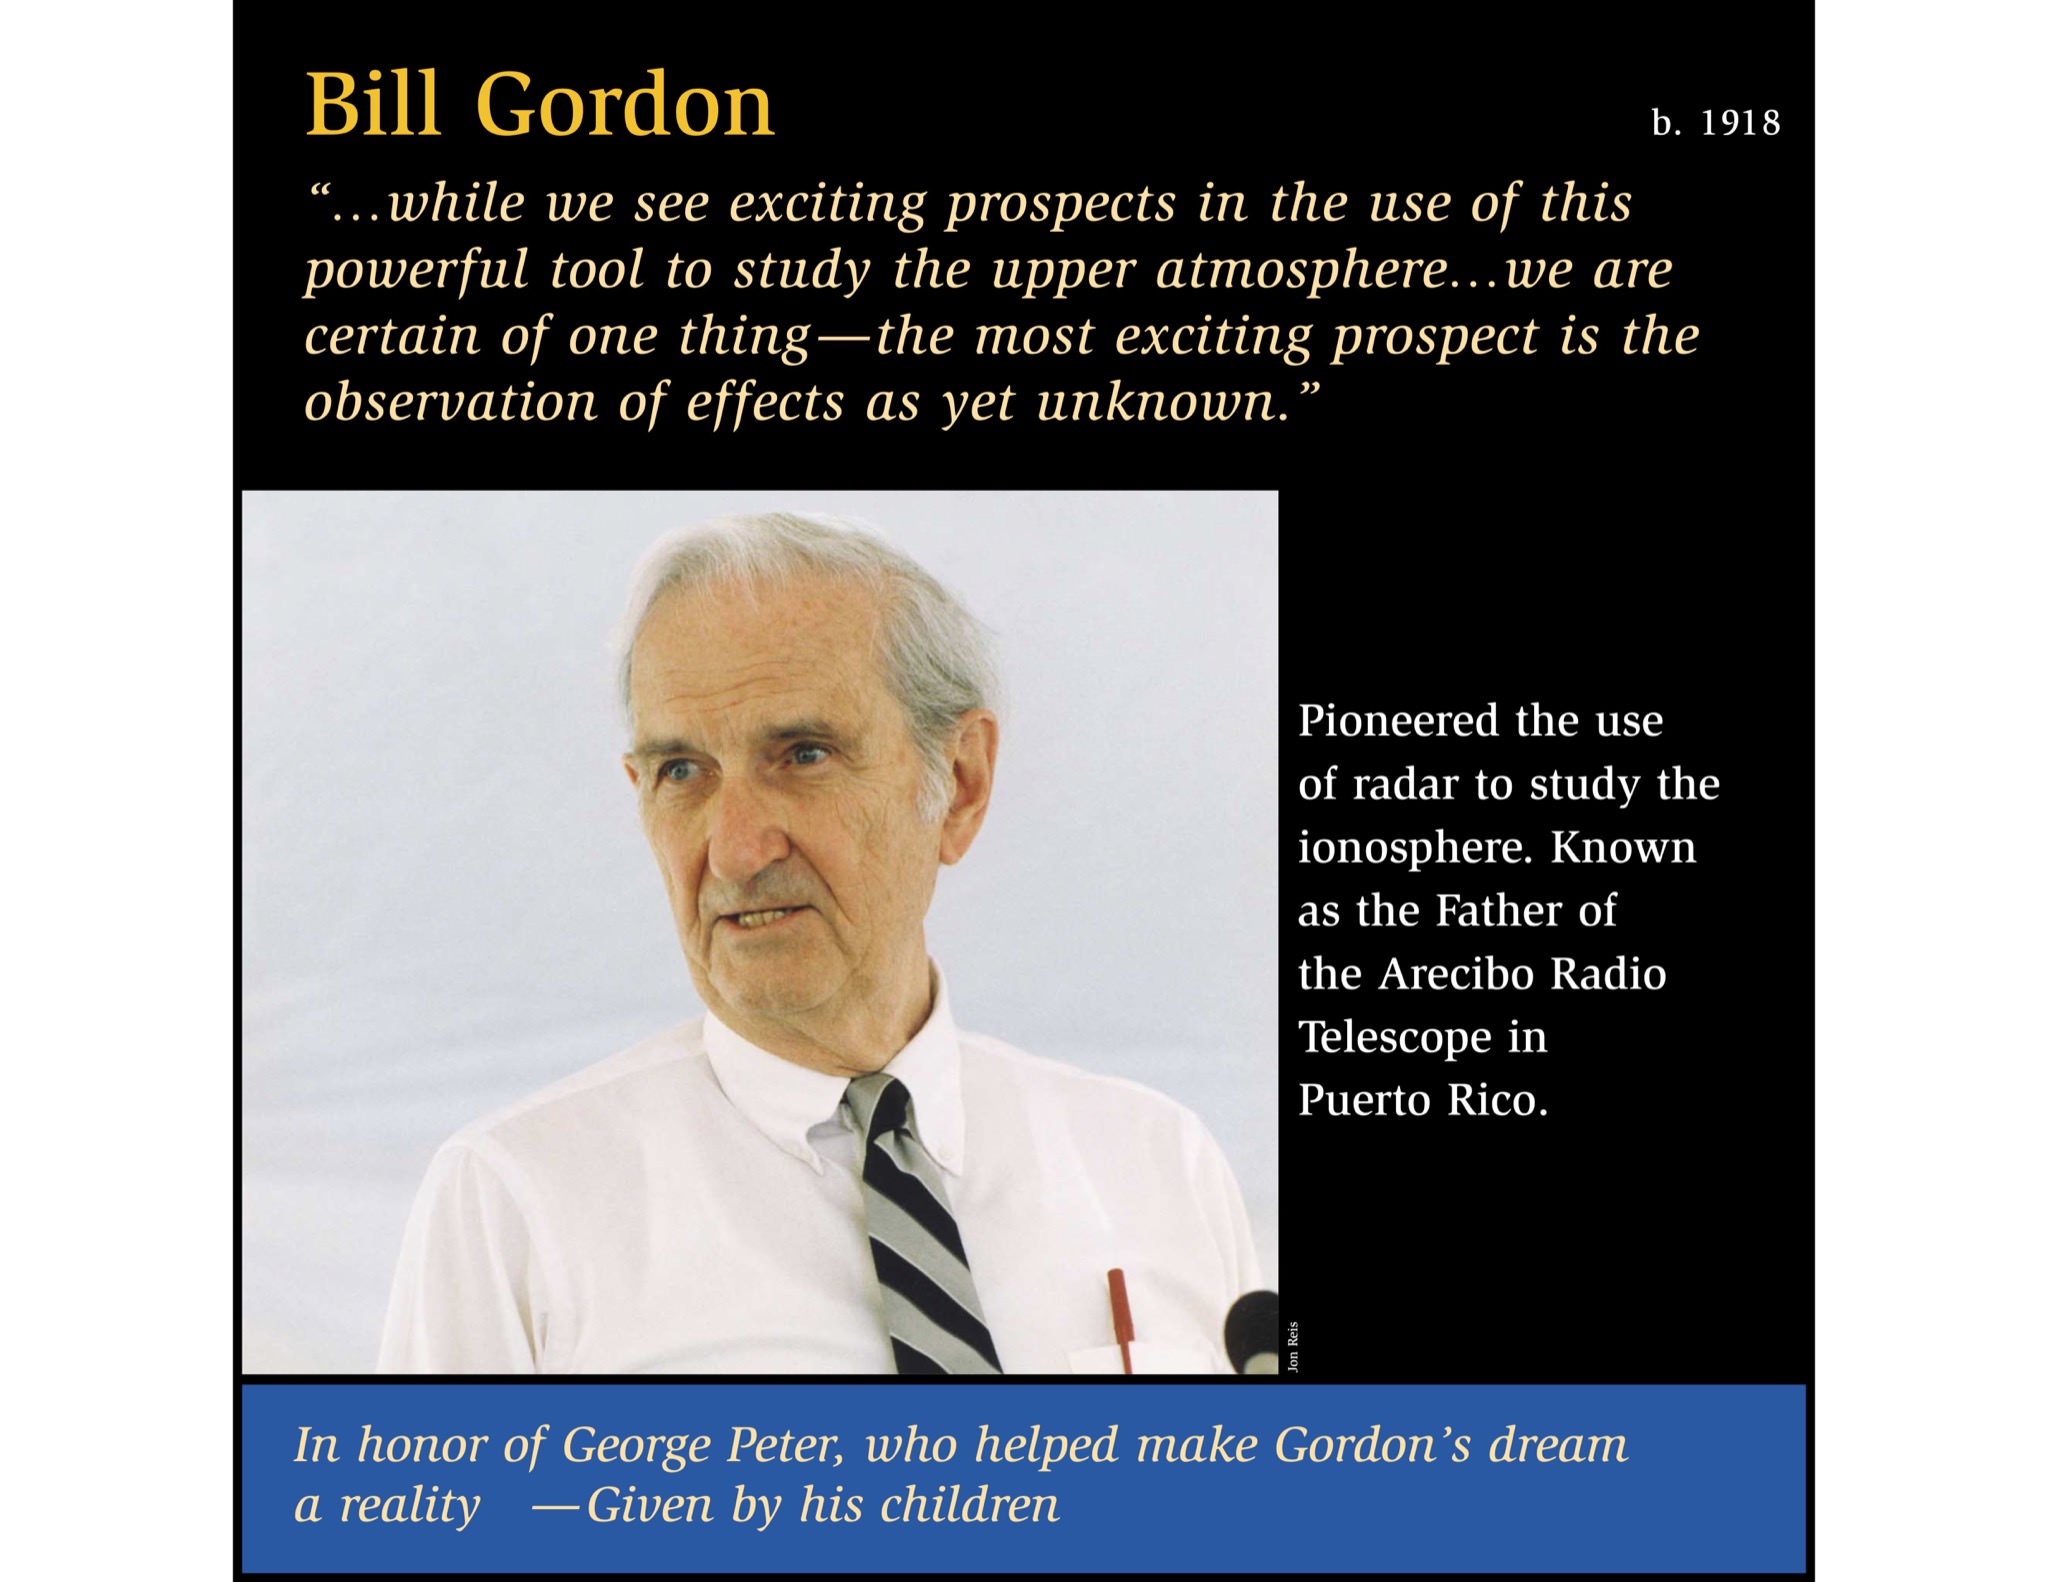 Bill Gordon
b. 1918
“...while we see exciting prospects in the use of this
powerful tool to study the upper atmosphere...we are
certain of one thing—the most exciting prospect is the
observation of effects as yet unknown.”
Pioneered the use
of radar to study the
ionosphere. Known
as the Father of
the Arecibo Radio
Telescope in
Puerto Rico.
Jon Reis
In honor of George Peter, who helped make Gordon’s dream
a reality —Given by his children